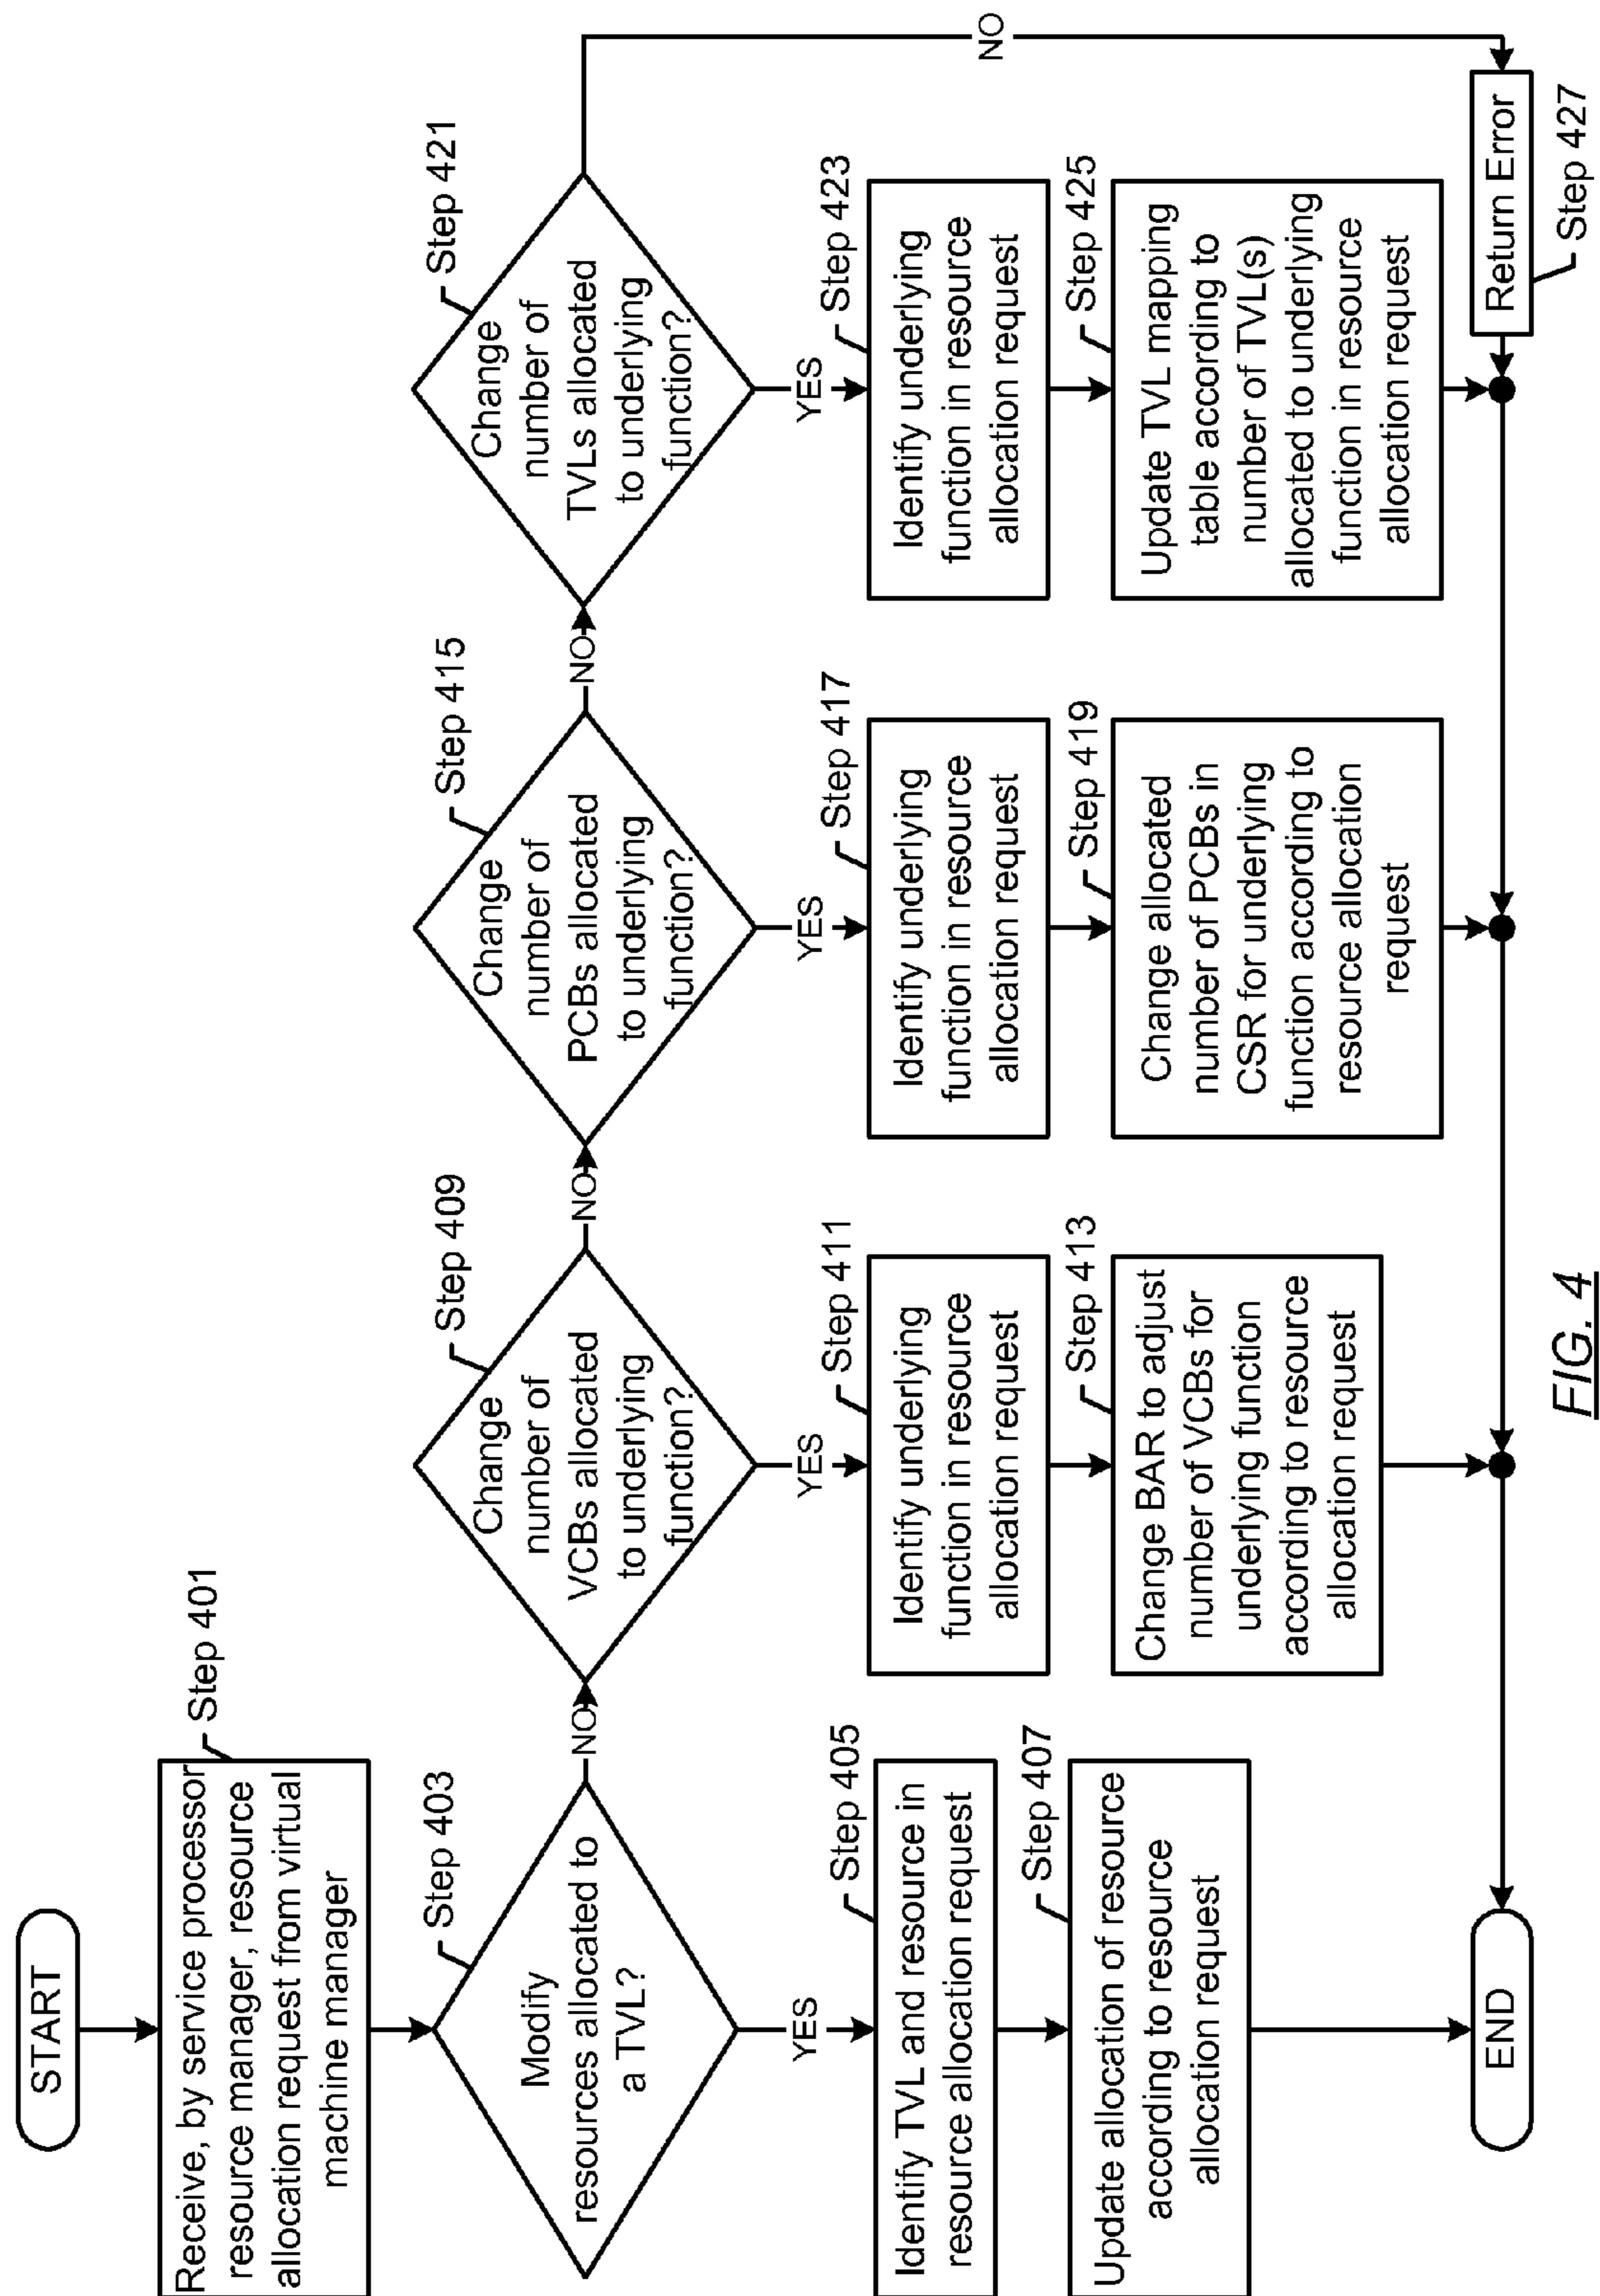 START
Receive, by service processor
resource manager, resource
allocation request from virtual
machine manager
Step 401
Modify
resources allocated to
a TVL?
Step 403
NO
YES
Identify TVL and resource in
resource allocation request
Step 405
Update allocation of resource
according to resource
allocation request
Step 407
END
Change
number of
VCBs allocated
to underlying
function?
Step 409
NO
YES
Identify underlying
function in resource
allocation request
Step 411
Change BAR to adjust
number of VCBs for
underlying function
according to resource
allocation request
Step 413
Change
number of
PCBs allocated
to underlying
function?
Step 415
NO
YES
Identify underlying
function in resource
allocation request
Step 417
Change allocated
number of PCBs in
CSR for underlying
function according to
resource allocation
request
Step 419
Change
number of
TVLs allocated
to underlying
function?
Step 421
NO
YES
Identify underlying
function in resource
allocation request
Step 423
Update TVL mapping
table according to
number of TVL(s)
allocated to underlying
function in resource
allocation request
Step 425
Return Error
Step 427
FIG. 4